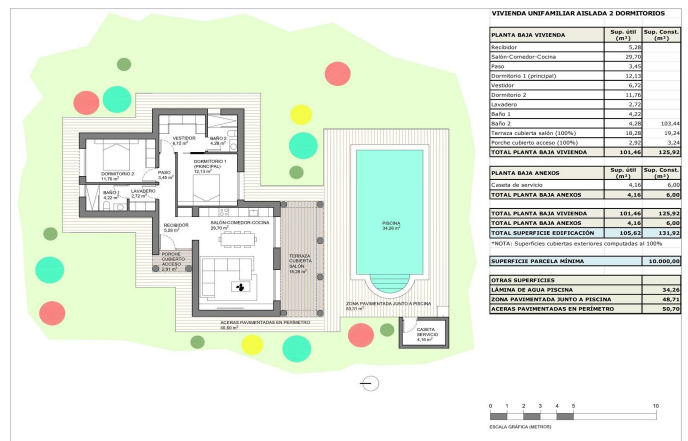 VIVIENDA UNIFAMILIAR AISLADA 2 DORMITORIOS
PLANTA BAJA VIVIENDA Sup. útil (m²) Sup. Const. (m²)
Recibidor 5,28
Salón-Comedor-Cocina 29,70
Paso 3,45
Dormitorio 1 (principal) 12,13
Vestidor 6,72
Dormitorio 2 11,76
Lavadero 2,72
Baño 1 4,22
Baño 2 4,28 103,44
Terraza cubierta salón (100%) 18,28 19,24
Porche cubierto acceso (100%) 2,92 3,24
TOTAL PLANTA BAJA VIVIENDA 101,46 125,92
PLANTA BAJA ANEXOS Sup. útil (m²) Sup. Const. (m²)
Caseta de servicio 4,16 6,00
TOTAL PLANTA BAJA ANEXOS 4,16 6,00
TOTAL PLANTA BAJA VIVIENDA 101,46 125,92
TOTAL PLANTA BAJA ANEXOS 4,16 6,00
TOTAL SUPERFICIE EDIFICACIÓN 105,62 131,92
*NOTA: Superficies cubiertas exteriores computadas al 100%
SUPERFICIE PARCELA MÍNIMA 10.000,00
OTRAS SUPERFICIES
LÁMINA DE AGUA PISCINA 34,26
ZONA PAVIMENTADA JUNTO A PISCINA 48,71
ACERAS PAVIMENTADAS EN PERÍMETRO 50,70
VESTIDOR
6,72 m²
BAÑO 2
4,28 m²
DORMITORIO 2
11,76 m²
PASO
3,45 m²
DORMITORIO 1
(PRINCIPAL)
12,13 m²
BAÑO 1
4,22 m²
LAVADERO
2,72 m²
RECIBIDOR
5,28 m²
SALÓN-COMEDOR-COCINA
29,70 m²
PORCHE
CUBIERTO
ACCESO
2,91 m²
TERRAZA
CUBIERTA
SALÓN
18,28 m²
PISCINA
34,26 m²
ZONA PAVIMENTADA JUNTO A PISCINA
ACERAS PAVIMENTADAS EN PERÍMETRO
CASETA
SERVICIO
4,16 m²
0 1 2 3 4 5 10
ESCALA GRÁFICA (METROS)